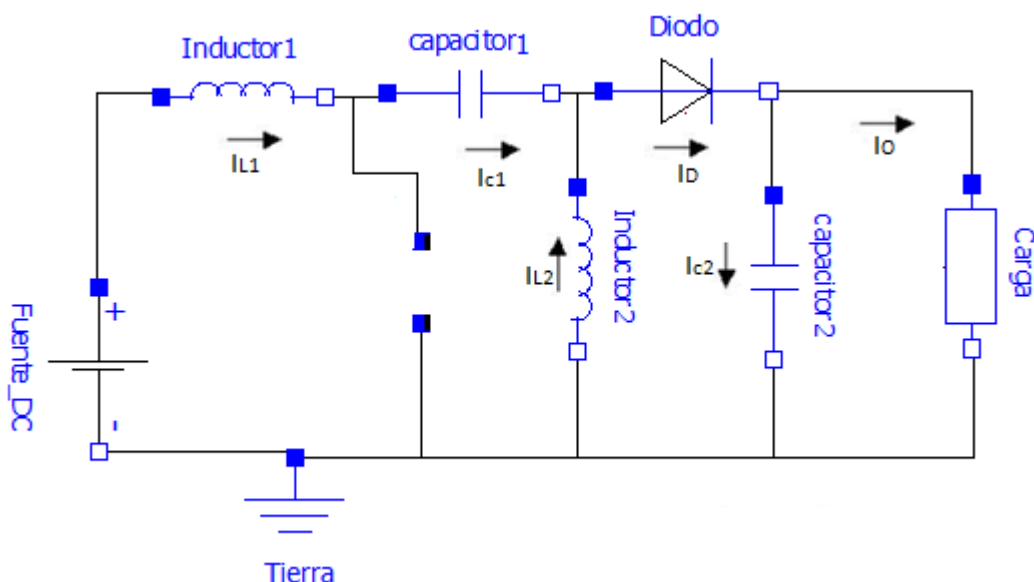 Inductor1
capacitor1
Diodo
IL1
Ic1
ID
IO
IL2
Inductor2
Ic2
capacitor2
Carga
Fuente_DC
+
-
Tierra